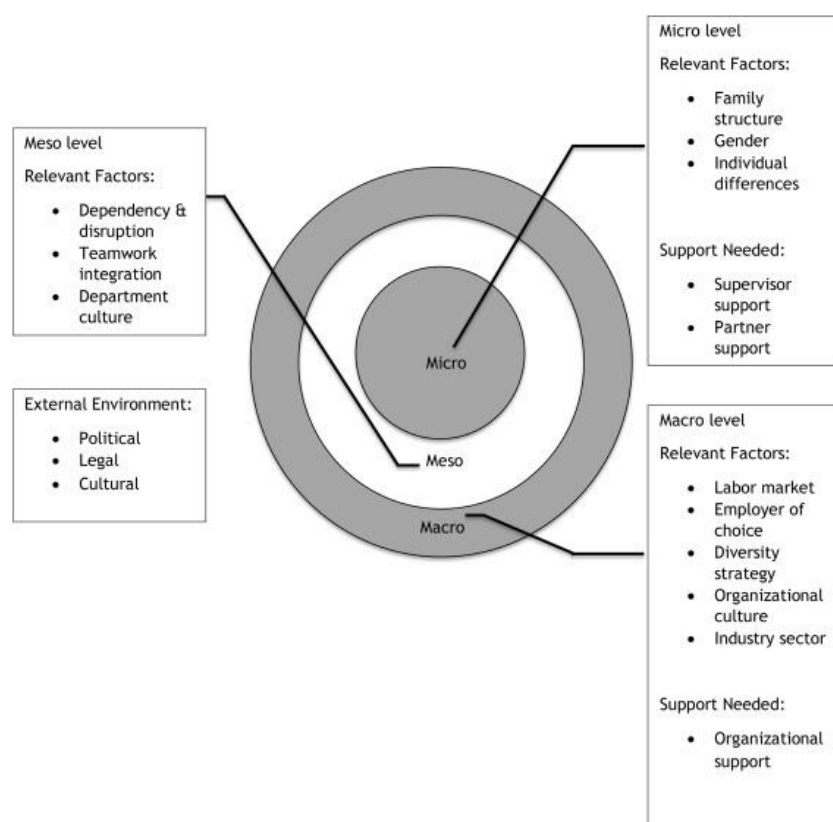 Meso level
Relevant Factors:
• Dependency &
disruption
• Teamwork
integration
• Department
culture
External Environment:
• Political
• Legal
• Cultural
Micro
Meso
Macro
Micro level
Relevant Factors:
• Family
structure
• Gender
• Individual
differences
Support Needed:
• Supervisor
support
• Partner
support
Macro level
Relevant Factors:
• Labor market
• Employer of
choice
• Diversity
strategy
• Organizational
culture
• Industry sector
Support Needed:
• Organizational
support